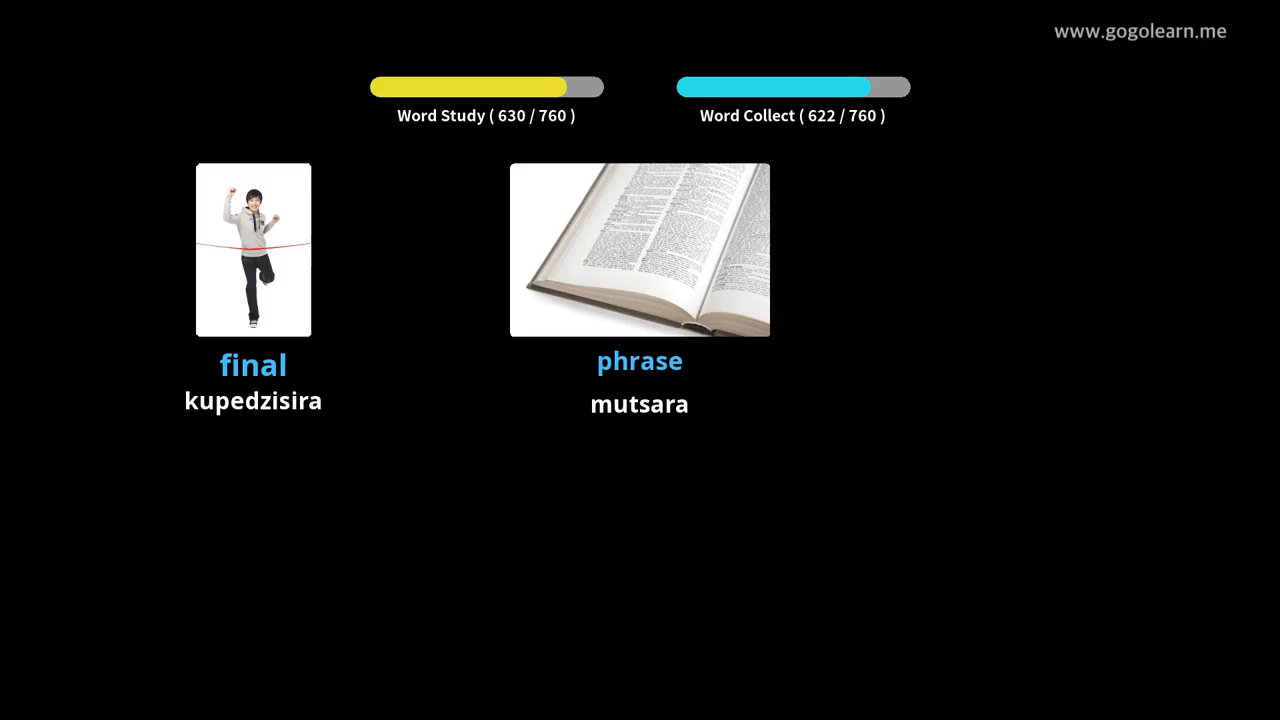 www.gogolearn.me
Word Study ( 630 / 760 )
Word Collect ( 622 / 760 )
final
kupedzisira
phrase
mutsara